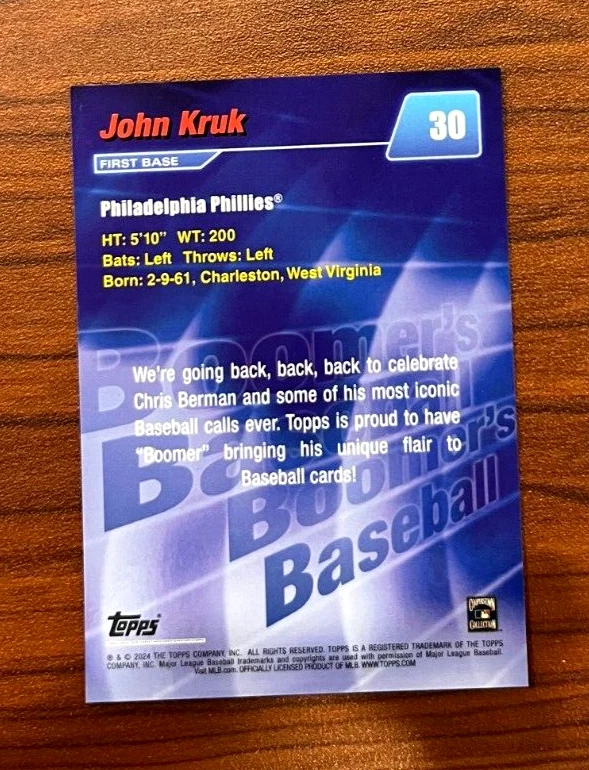 John Kruk
30
FIRST BASE
Philadelphia Phillies®
HT: 5'10" WT: 200
Bats: Left Throws: Left
Born: 2-9-61, Charleston, West Virginia
Boomer's
Baseball
Boomer's
Baseball
We're going back, back, back to celebrate
Chris Berman and some of his most iconic
Baseball calls ever. Topps is proud to have
"Boomer" bringing his unique flair to
Baseball cards!
Topps®
COOPERSTOWN
COLLECTION
® & © 2024 THE TOPPS COMPANY, INC. ALL RIGHTS RESERVED. TOPPS IS A REGISTERED TRADEMARK OF THE TOPPS
COMPANY, INC. Major League Baseball trademarks and copyrights are used with permission of Major League Baseball.
Visit MLB.com. OFFICIALLY LICENSED PRODUCT OF MLB. WWW.TOPPS.COM